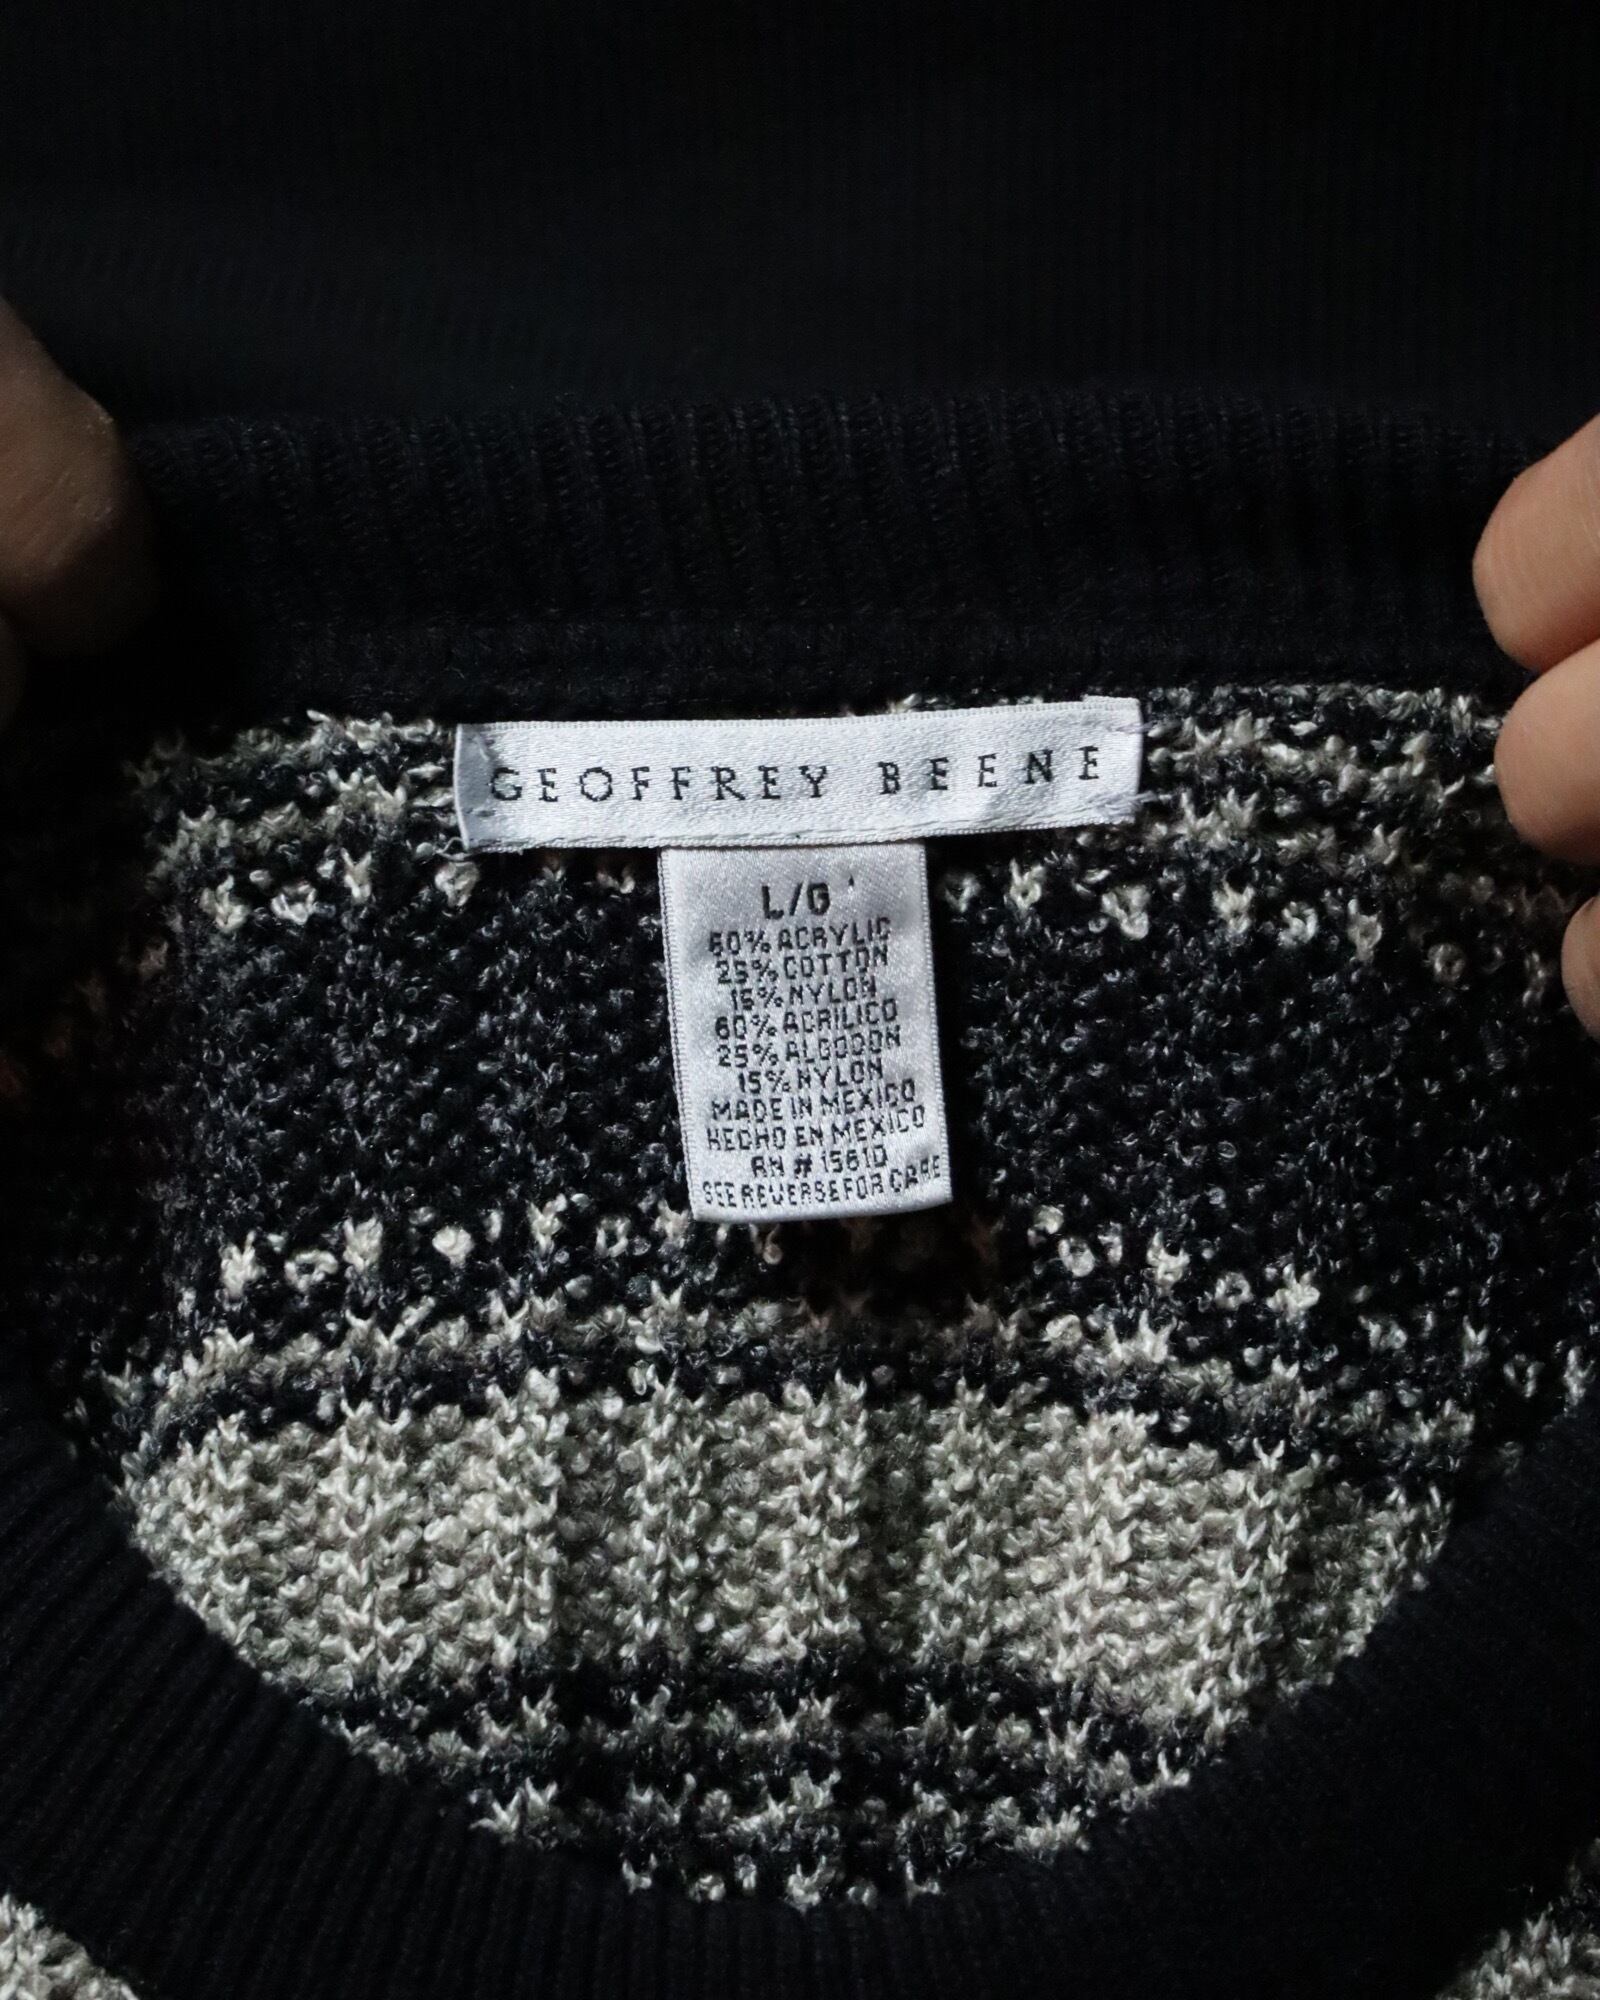 GEOFFREY BEENE
L/G
60% ACRYLIC
25% COTTON
15% NYLON
60% ACRILICO
25% ALGODON
15% NYLON
MADE IN MEXICO
HECHO EN MEXICO
RN # 15610
SEE REVERSE FOR CARE